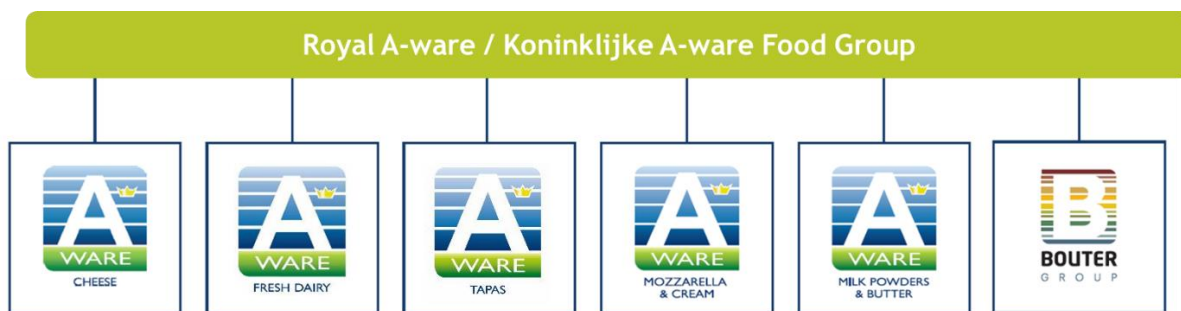 Royal A-ware / Koninklijke A-ware Food Group
A
WARE
CHEESE
A
WARE
FRESH DAIRY
A
WARE
TAPAS
A
WARE
MOZZARELLA
& CREAM
A
WARE
MILK POWDERS
& BUTTER
B
BOUTER
GROUP